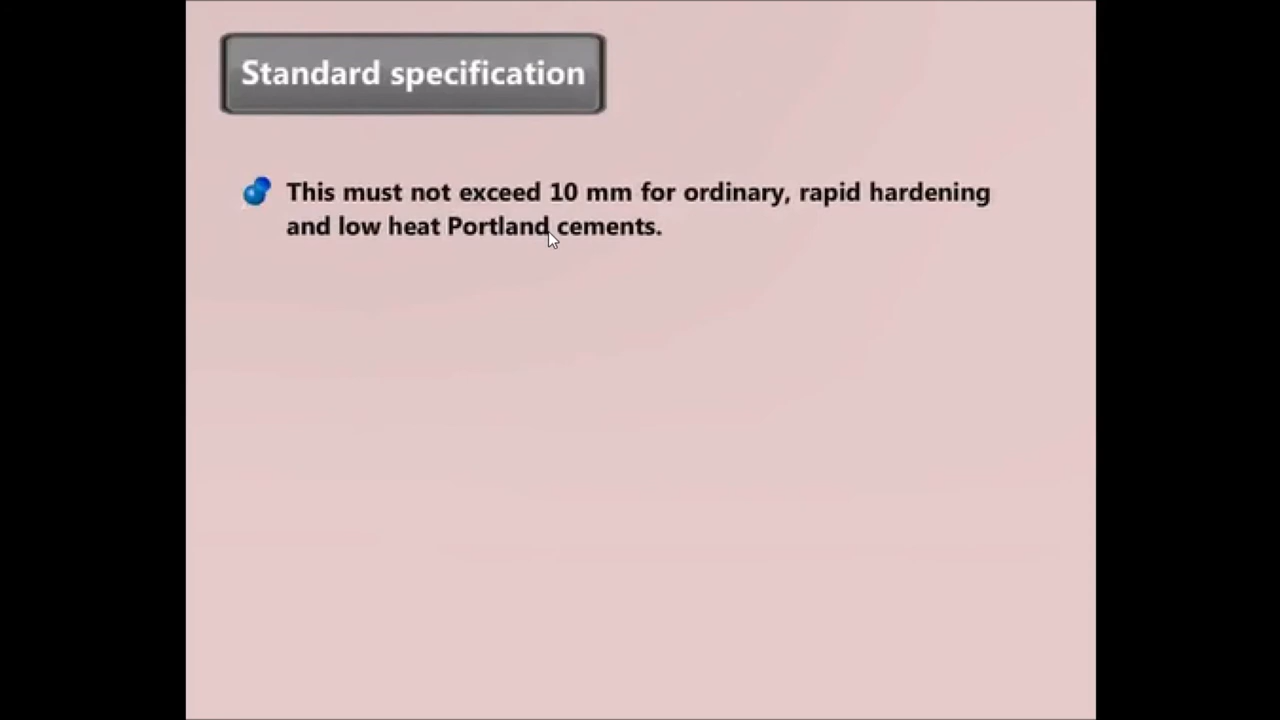 Standard specification
This must not exceed 10 mm for ordinary, rapid hardening
and low heat Portland cements.